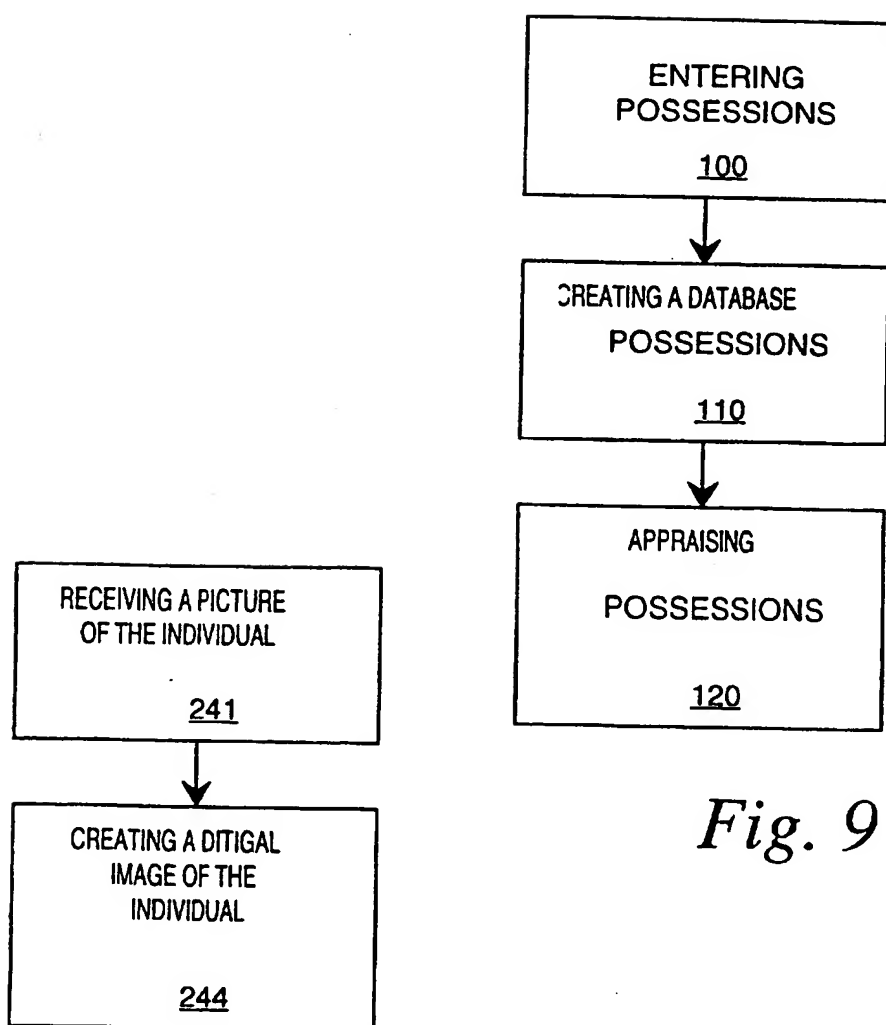 ENTERING
POSSESSIONS
100
CREATING A DATABASE
POSSESSIONS
110
APPRAISING
POSSESSIONS
120
Fig. 9
RECEIVING A PICTURE
OF THE INDIVIDUAL
241
CREATING A DITIGAL
IMAGE OF THE
INDIVIDUAL
244